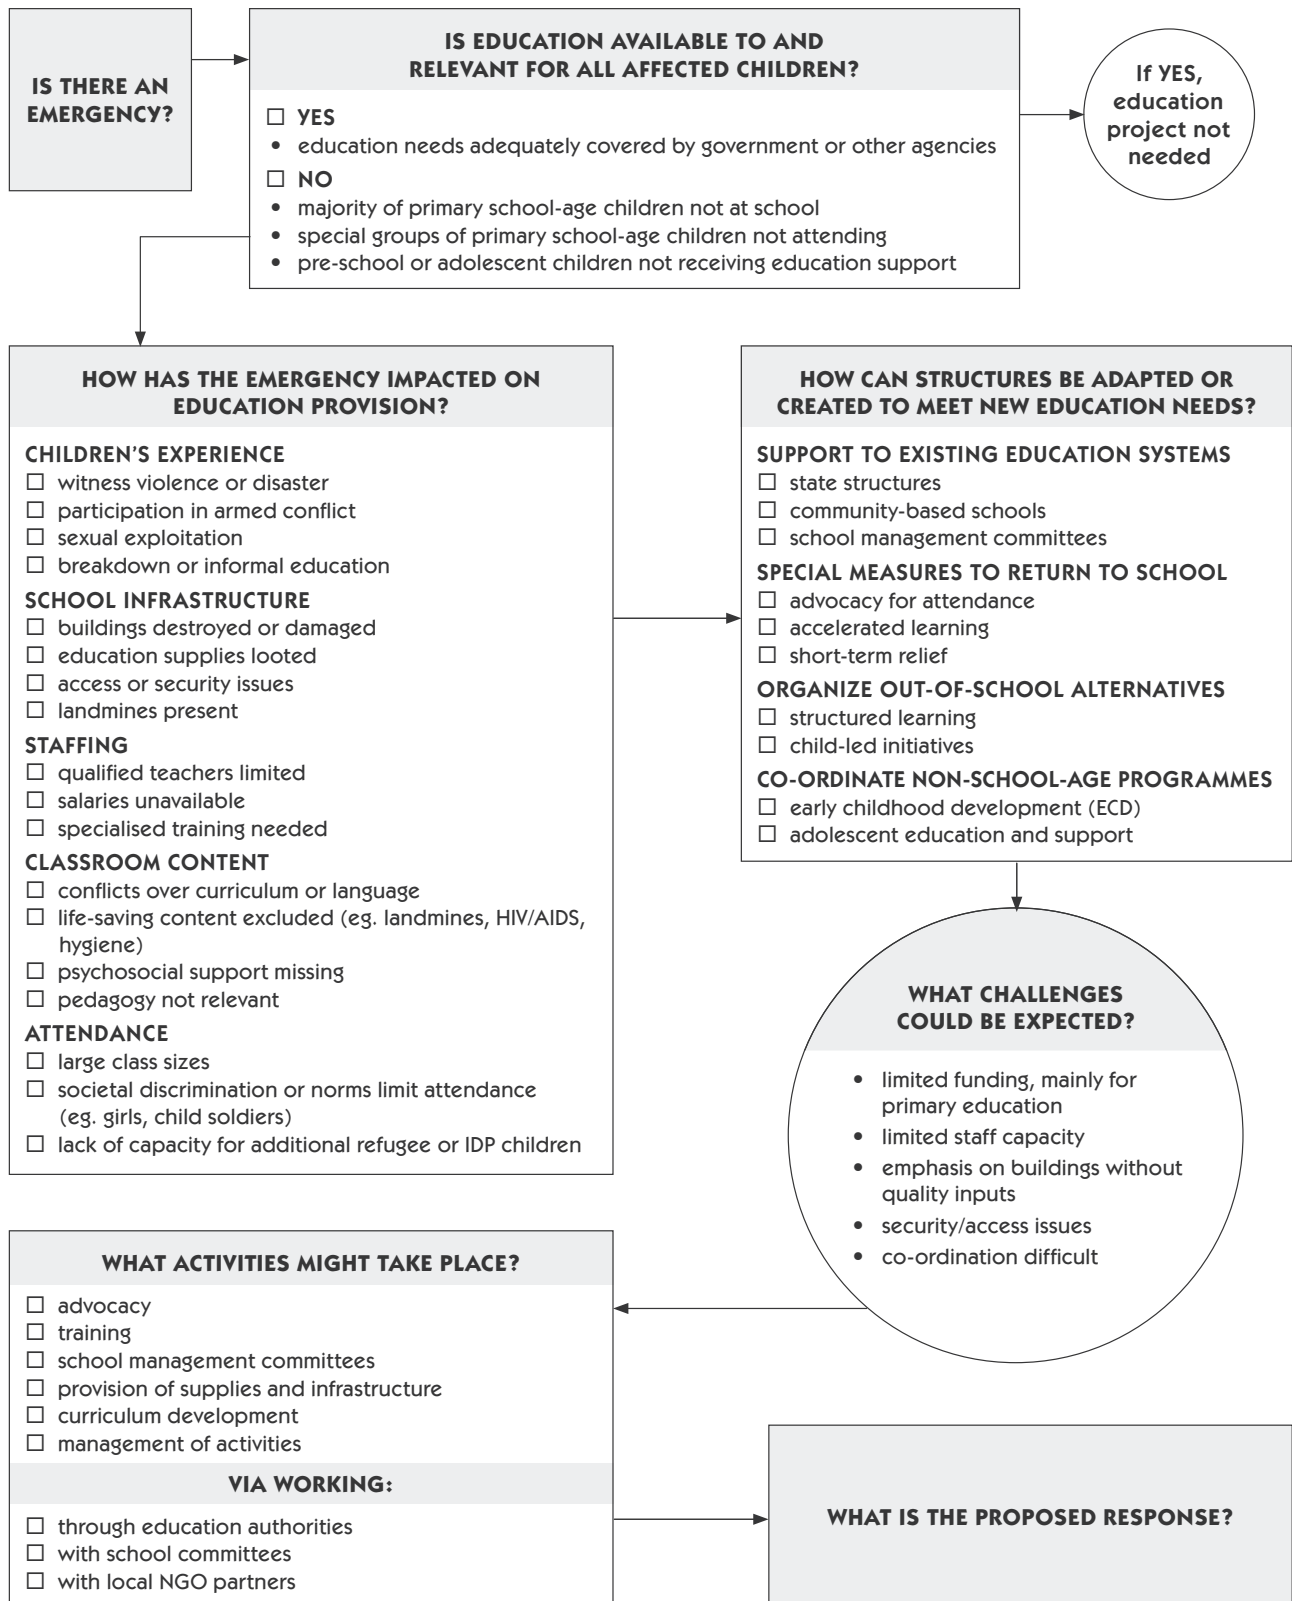 IS THERE AN
EMERGENCY?
IS EDUCATION AVAILABLE TO AND
RELEVANT FOR ALL AFFECTED CHILDREN?
☐ YES
• education needs adequately covered by government or other agencies
☐ NO
• majority of primary school-age children not at school
• special groups of primary school-age children not attending
• pre-school or adolescent children not receiving education support
If YES,
education
project not
needed
HOW HAS THE EMERGENCY IMPACTED ON
EDUCATION PROVISION?
CHILDREN'S EXPERIENCE
☐ witness violence or disaster
☐ participation in armed conflict
☐ sexual exploitation
☐ breakdown or informal education
SCHOOL INFRASTRUCTURE
☐ buildings destroyed or damaged
☐ education supplies looted
☐ access or security issues
☐ landmines present
STAFFING
☐ qualified teachers limited
☐ salaries unavailable
☐ specialised training needed
CLASSROOM CONTENT
☐ conflicts over curriculum or language
☐ life-saving content excluded (eg. landmines, HIV/AIDS,
hygiene)
☐ psychosocial support missing
☐ pedagogy not relevant
ATTENDANCE
☐ large class sizes
☐ societal discrimination or norms limit attendance
(eg. girls, child soldiers)
☐ lack of capacity for additional refugee or IDP children
HOW CAN STRUCTURES BE ADAPTED OR
CREATED TO MEET NEW EDUCATION NEEDS?
SUPPORT TO EXISTING EDUCATION SYSTEMS
☐ state structures
☐ community-based schools
☐ school management committees
SPECIAL MEASURES TO RETURN TO SCHOOL
☐ advocacy for attendance
☐ accelerated learning
☐ short-term relief
ORGANIZE OUT-OF-SCHOOL ALTERNATIVES
☐ structured learning
☐ child-led initiatives
CO-ORDINATE NON-SCHOOL-AGE PROGRAMMES
☐ early childhood development (ECD)
☐ adolescent education and support
WHAT CHALLENGES
COULD BE EXPECTED?
• limited funding, mainly for
primary education
• limited staff capacity
• emphasis on buildings without
quality inputs
• security/access issues
• co-ordination difficult
WHAT ACTIVITIES MIGHT TAKE PLACE?
☐ advocacy
☐ training
☐ school management committees
☐ provision of supplies and infrastructure
☐ curriculum development
☐ management of activities
VIA WORKING:
☐ through education authorities
☐ with school committees
☐ with local NGO partners
WHAT IS THE PROPOSED RESPONSE?